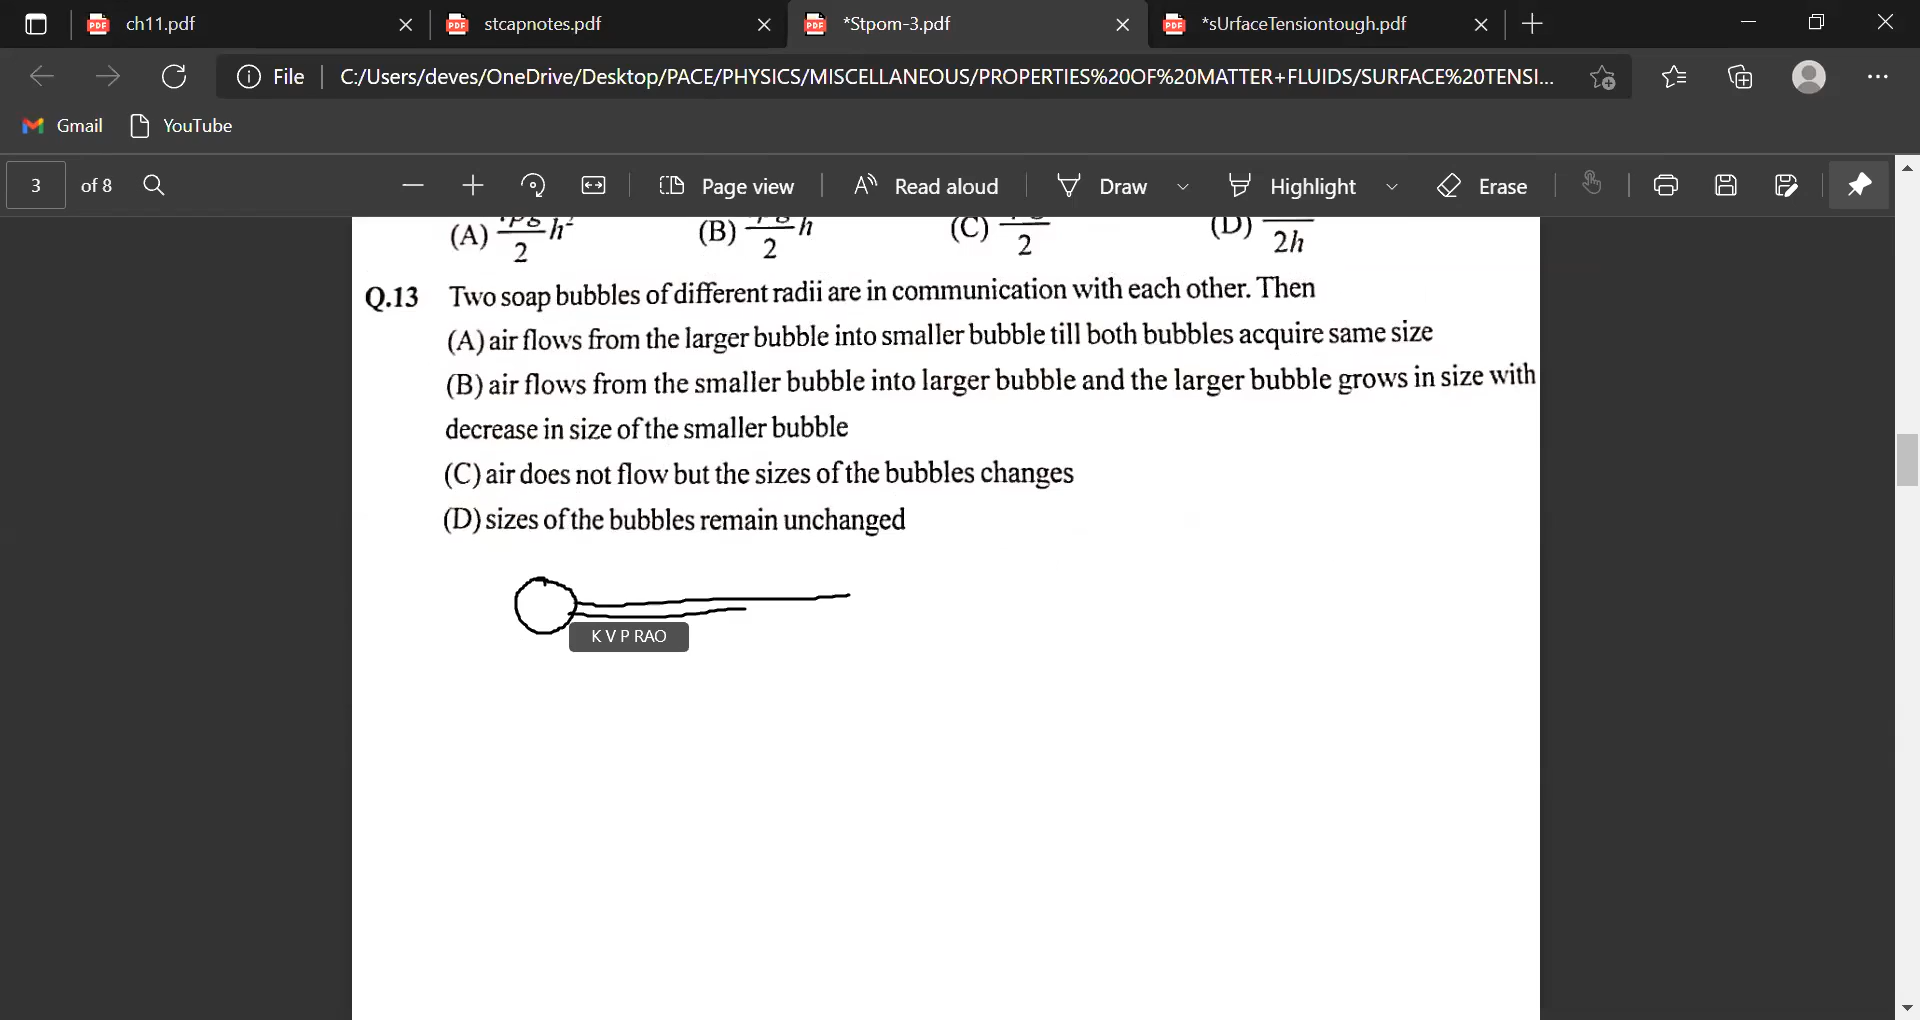 ch11.pdf
stcapnotes.pdf
*Stpom-3.pdf
*sUrfaceTensiontough.pdf
File
C:/Users/deves/OneDrive/Desktop/PACE/PHYSICS/MISCELLANEOUS/PROPERTIES%20OF%20MATTER+FLUIDS/SURFACE%20TENSI...
Gmail
YouTube
3 of 8
Page view
Read aloud
Draw
Highlight
Erase
(A) ρg/2 h² (B) /2 h (C) /2 (D) /2h
Q.13 Two soap bubbles of different radii are in communication with each other. Then
(A) air flows from the larger bubble into smaller bubble till both bubbles acquire same size
(B) air flows from the smaller bubble into larger bubble and the larger bubble grows in size with
decrease in size of the smaller bubble
(C) air does not flow but the sizes of the bubbles changes
(D) sizes of the bubbles remain unchanged
K V P RAO